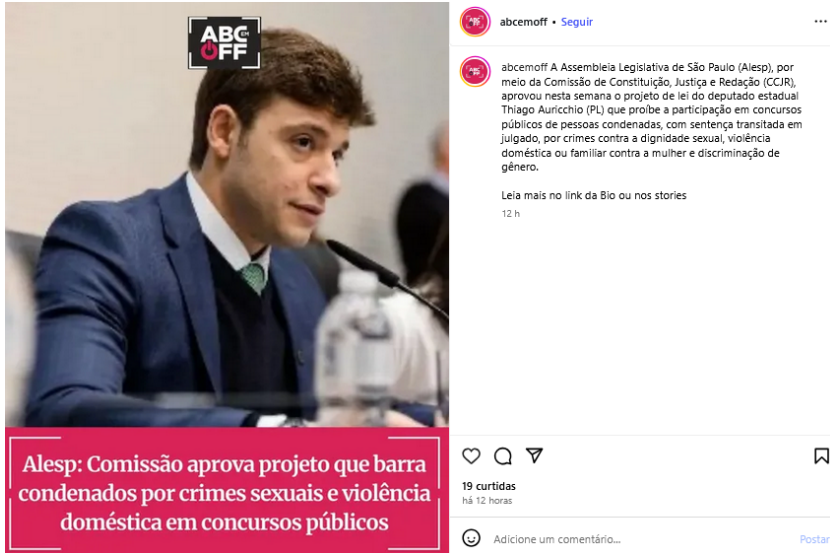 ABC EM
OFF
Alesp: Comissão aprova projeto que barra
condenados por crimes sexuais e violência
doméstica em concursos públicos
abcemoff • Seguir
abcemoff A Assembleia Legislativa de São Paulo (Alesp), por
meio da Comissão de Constituição, Justiça e Redação (CCJR),
aprovou nesta semana o projeto de lei do deputado estadual
Thiago Auricchio (PL) que proíbe a participação em concursos
públicos de pessoas condenadas, com sentença transitada em
julgado, por crimes contra a dignidade sexual, violência
doméstica ou familiar contra a mulher e discriminação de
gênero.
Leia mais no link da Bio ou nos stories
12 h
19 curtidas
há 12 horas
Adicione um comentário...
Postar